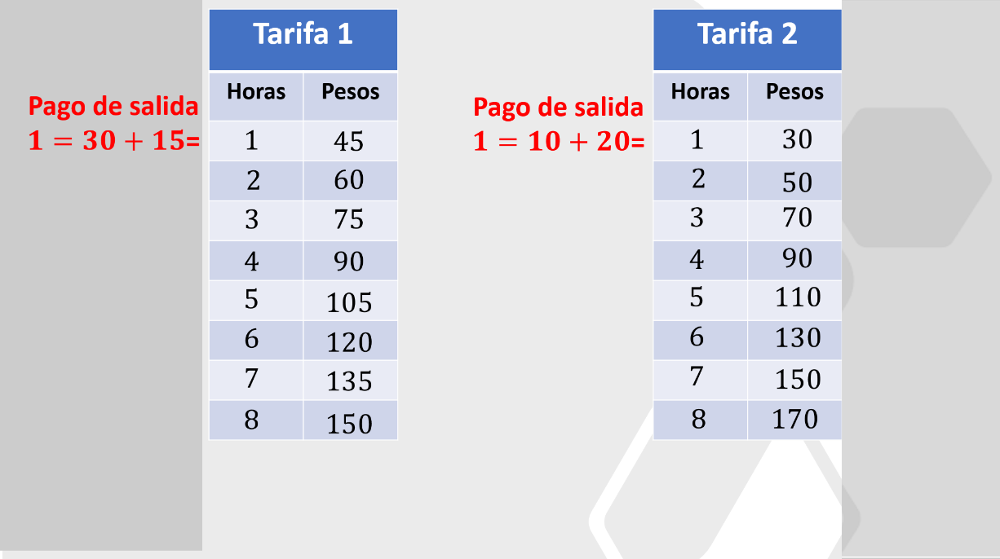 Tarifa 1
Pago de salida
1 = 30 + 15=
Horas Pesos
1 45
2 60
3 75
4 90
5 105
6 120
7 135
8 150
Tarifa 2
Pago de salida
1 = 10 + 20=
Horas Pesos
1 30
2 50
3 70
4 90
5 110
6 130
7 150
8 170